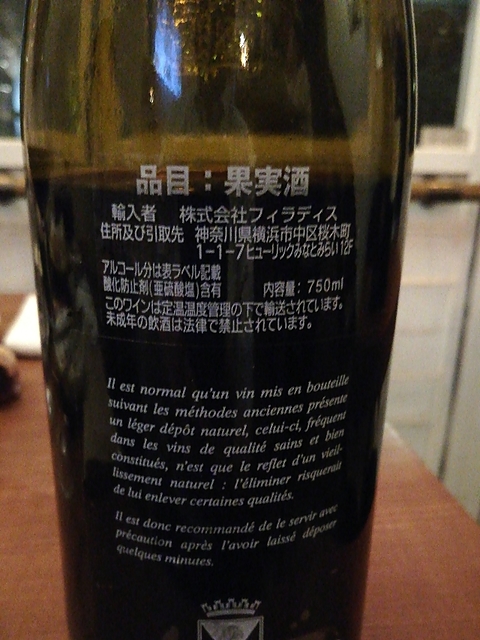 品目：果実酒
輸入者 株式会社フィラディス
住所及び引取先 神奈川県横浜市中区桜木町
1-1-7ヒューリックみなとみらい12F
アルコール分は表ラベル記載
酸化防止剤(亜硫酸塩)含有 内容量：750ml
このワインは定温温度管理の下で輸送されています。
未成年の飲酒は法律で禁止されています。
Il est normal qu'un vin mis en bouteille
suivant les méthodes anciennes présente
un léger dépôt naturel, celui-ci, fréquent
dans les vins de qualité sains et bien
constitués, n'est que le reflet d'un vieil-
lissement naturel : l'éliminer risquerait
de lui enlever certaines qualités.
Il est donc recommandé de le servir avec
précaution après l'avoir laissé déposer
quelques minutes.